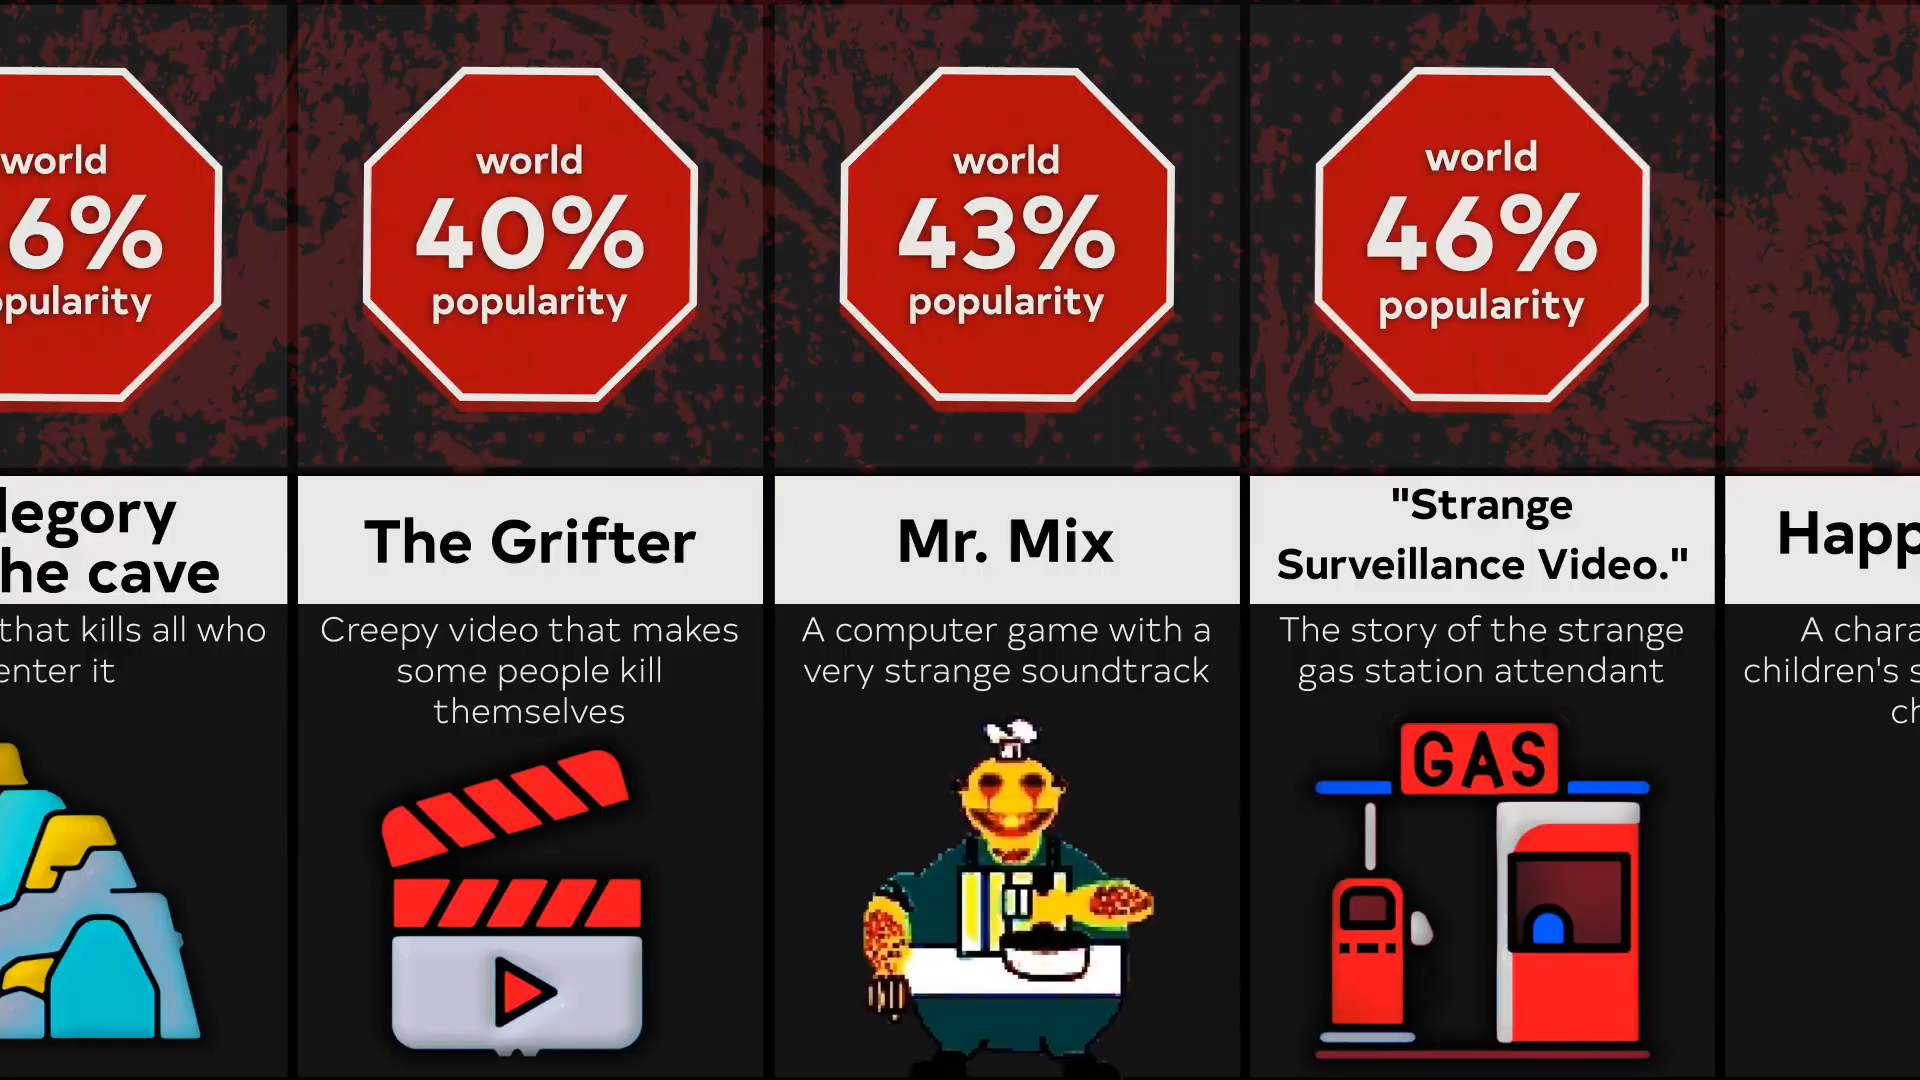 world
6%
popularity
legory
he cave
that kills all who
enter it
world
40%
popularity
The Grifter
Creepy video that makes
some people kill
themselves
world
43%
popularity
Mr. Mix
A computer game with a
very strange soundtrack
world
46%
popularity
"Strange
Surveillance Video."
The story of the strange
gas station attendant
GAS
Happ
A chara
children's s
ch